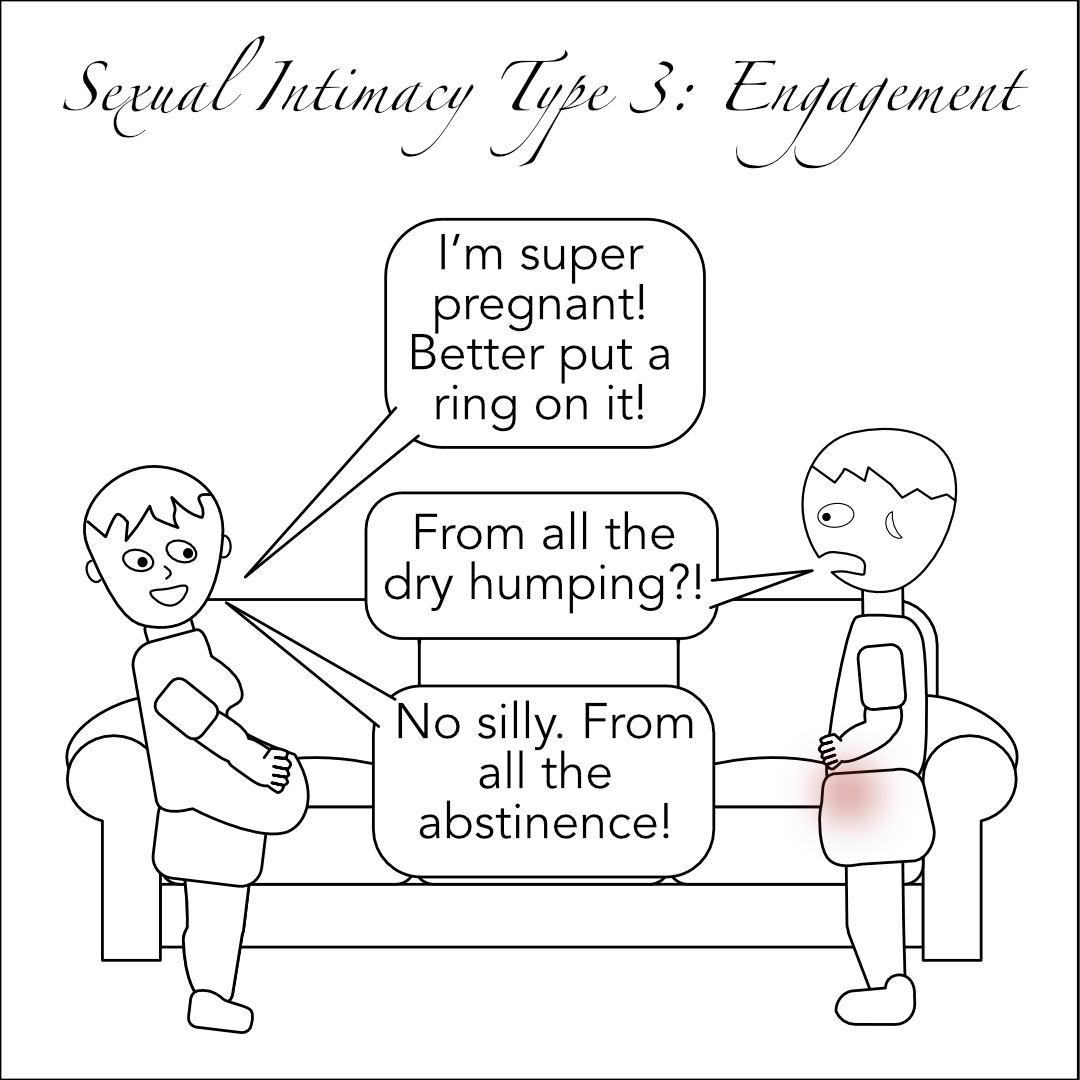 Sexual Intimacy Type 3: Engagement
I’m super
pregnant!
Better put a
ring on it!
From all the
dry humping?!
No silly. From
all the
abstinence!